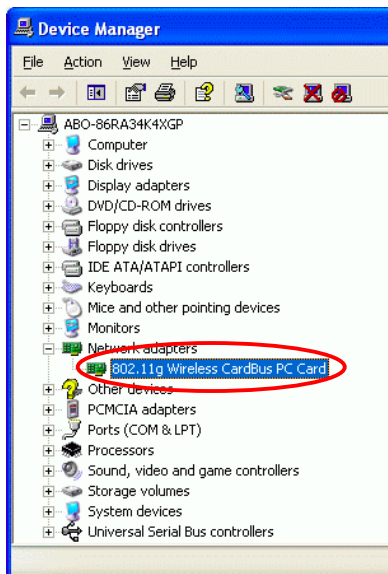 Device Manager
File Action View Help
ABO-86RA34K4XGP
Computer
Disk drives
Display adapters
DVD/CD-ROM drives
Floppy disk controllers
Floppy disk drives
IDE ATA/ATAPI controllers
Keyboards
Mice and other pointing devices
Monitors
Network adapters
802.11g Wireless CardBus PC Card
Other devices
PCMCIA adapters
Ports (COM & LPT)
Processors
Sound, video and game controllers
Storage volumes
System devices
Universal Serial Bus controllers